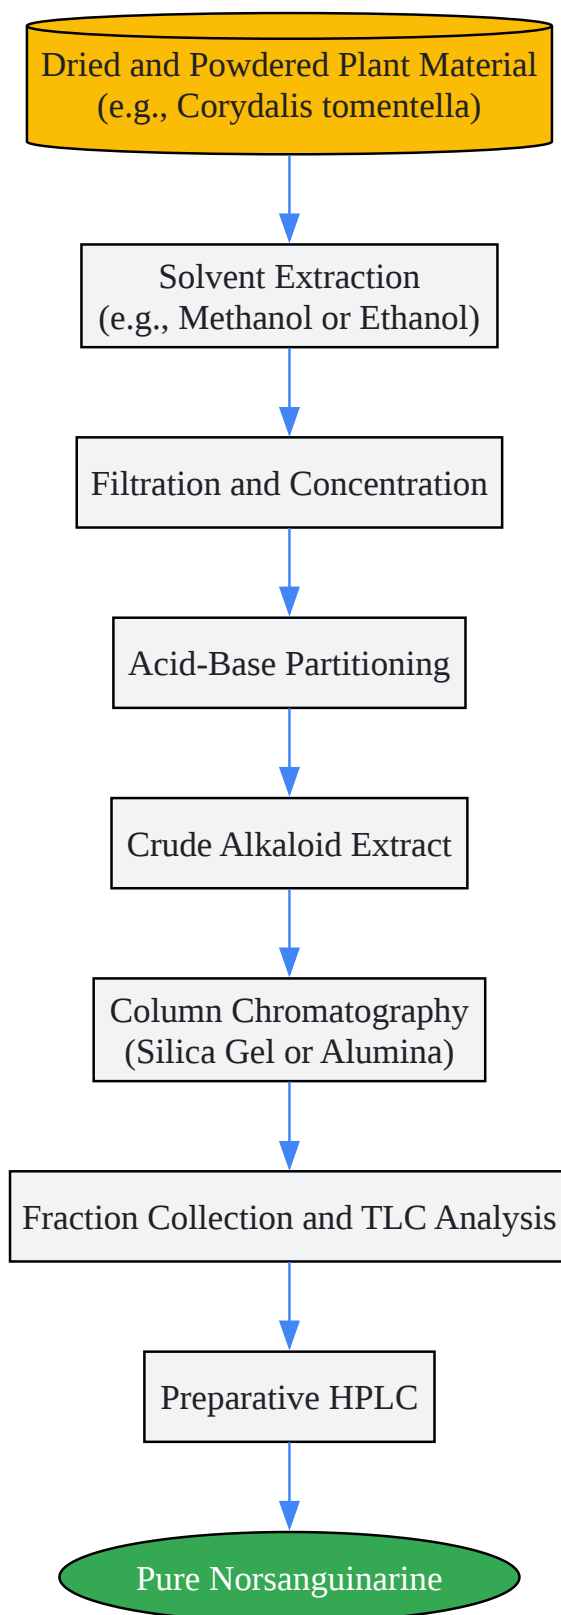 Dried and Powdered Plant Material
(e.g., Corydalis tomentella)
Solvent Extraction
(e.g., Methanol or Ethanol)
Filtration and Concentration
Acid-Base Partitioning
Crude Alkaloid Extract
Column Chromatography
(Silica Gel or Alumina)
Fraction Collection and TLC Analysis
Preparative HPLC
Pure Norsanguinarine